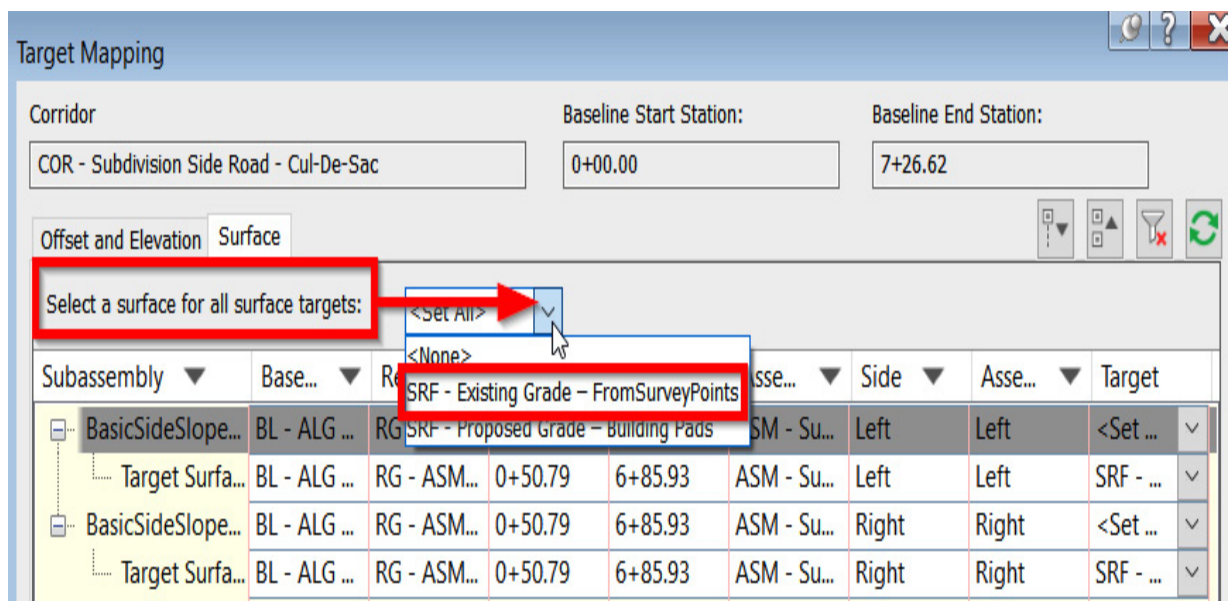 Target Mapping
?
Corridor
Baseline Start Station:
Baseline End Station:
COR - Subdivision Side Road - Cul-De-Sac
0+00.00
7+26.62
Offset and Elevation
Surface
Select a surface for all surface targets:
<Set All>
<None>
SRF - Existing Grade – FromSurveyPoints
SRF - Proposed Grade – Building Pads
Subassembly Base... Asse... Side Asse... Target
BasicSideSlope... BL - ALG ... RG ASM - Su... Left Left <Set ...
Target Surfa... BL - ALG ... RG - ASM... 0+50.79 6+85.93 ASM - Su... Left Left SRF - ...
BasicSideSlope... BL - ALG ... RG - ASM... 0+50.79 6+85.93 ASM - Su... Right Right <Set ...
Target Surfa... BL - ALG ... RG - ASM... 0+50.79 6+85.93 ASM - Su... Right Right SRF - ...